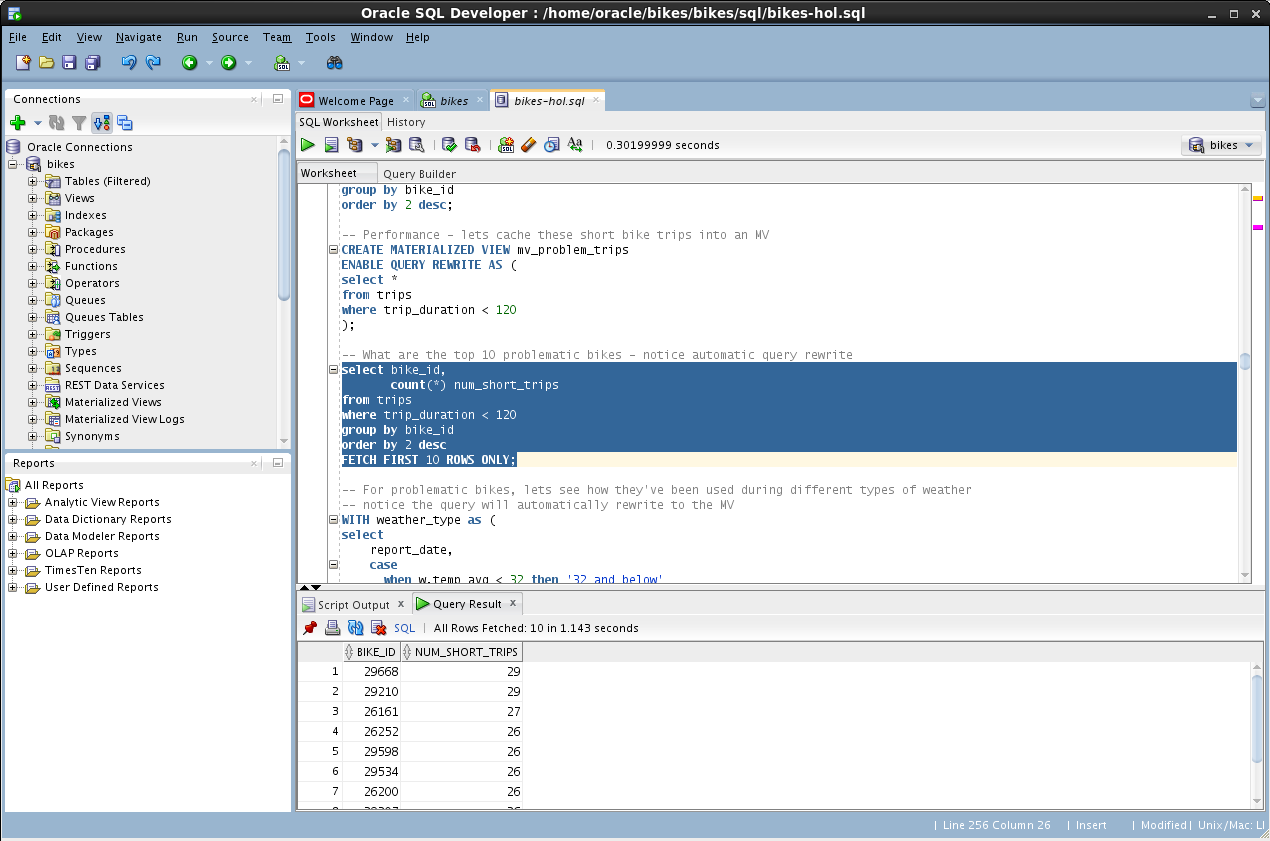 Oracle SQL Developer : /home/oracle/bikes/bikes/sql/bikes-hol.sql
File Edit View Navigate Run Source Team Tools Window Help
Connections
Oracle Connections
bikes
Tables (Filtered)
Views
Indexes
Packages
Procedures
Functions
Operators
Queues
Queues Tables
Triggers
Types
Sequences
REST Data Services
Materialized Views
Materialized View Logs
Synonyms
Reports
All Reports
Analytic View Reports
Data Dictionary Reports
Data Modeler Reports
OLAP Reports
TimesTen Reports
User Defined Reports
Welcome Page bikes bikes-hol.sql
SQL Worksheet History
0.30199999 seconds
bikes
Worksheet Query Builder
group by bike_id
order by 2 desc;
-- Performance - lets cache these short bike trips into an MV
CREATE MATERIALIZED VIEW mv_problem_trips
ENABLE QUERY REWRITE AS (
select *
from trips
where trip_duration < 120
);
-- What are the top 10 problematic bikes - notice automatic query rewrite
select bike_id,
count(*) num_short_trips
from trips
where trip_duration < 120
group by bike_id
order by 2 desc
FETCH FIRST 10 ROWS ONLY;
-- For problematic bikes, lets see how they've been used during different types of weather
-- notice the query will automatically rewrite to the MV
WITH weather_type as (
select
report_date,
case
when w.temp_avg < 32 then '32 and below'
Script Output x Query Result x
SQL | All Rows Fetched: 10 in 1.143 seconds
BIKE_ID NUM_SHORT_TRIPS
1 29668 29
2 29210 29
3 26161 27
4 26252 26
5 29598 26
6 29534 26
7 26200 26
| Line 256 Column 26 | Insert | Modified | Unix/Mac: LI